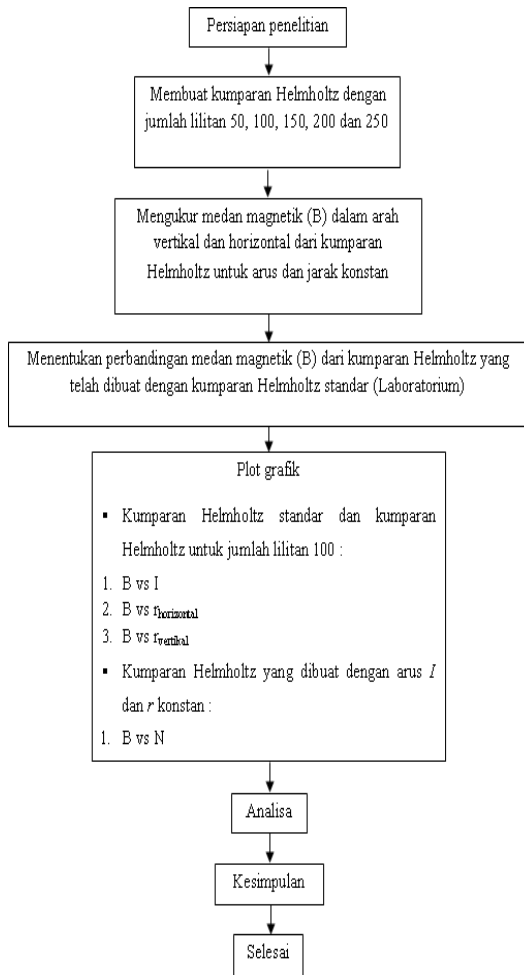 Persiapan penelitian
Membuat kumparan Helmholtz dengan
jumlah lilitan 50, 100, 150, 200 dan 250
Mengukur medan magnetik (B) dalam arah
vertikal dan horizontal dari kumparan
Helmholtz untuk arus dan jarak konstan
Menentukan perbandingan medan magnetik (B) dari kumparan Helmholtz yang
telah dibuat dengan kumparan Helmholtz standar (Laboratorium)
Plot grafik
▪ Kumparan Helmholtz standar dan kumparan
Helmholtz untuk jumlah lilitan 100 :
1. B vs I
2. B vs rhorizontal
3. B vs rvertikal
▪ Kumparan Helmholtz yang dibuat dengan arus I
dan r konstan :
1. B vs N
Analisa
Kesimpulan
Selesai